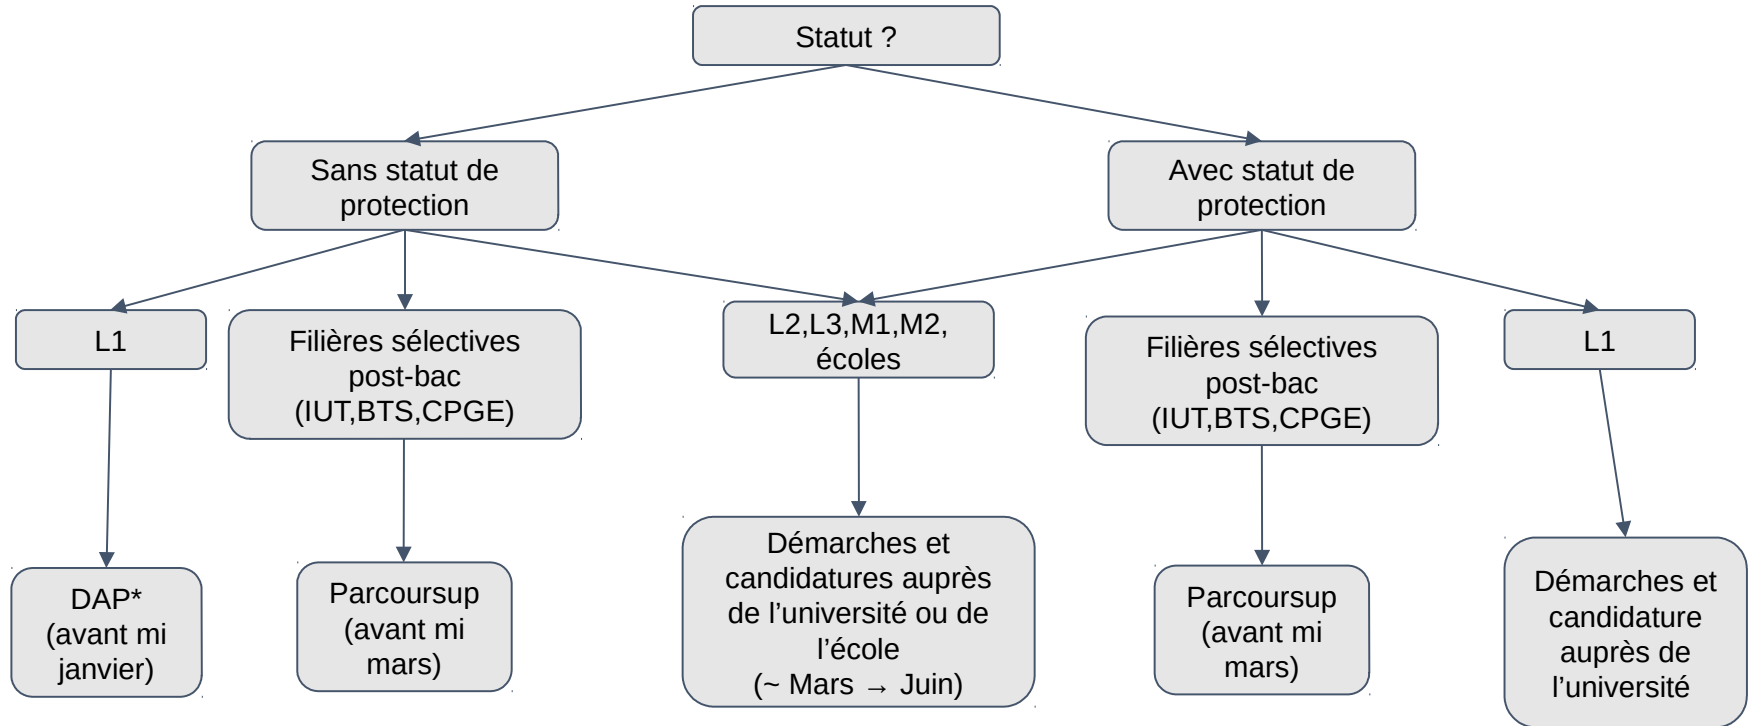 Statut ?
Sans statut de
protection
Avec statut de
protection
L1
Filières sélectives
post-bac
(IUT,BTS,CPGE)
L2,L3,M1,M2,
écoles
Filières sélectives
post-bac
(IUT,BTS,CPGE)
L1
DAP*
(avant mi
janvier)
Parcoursup
(avant mi
mars)
Démarches et
candidatures auprès
de l’université ou de
l’école
(~ Mars → Juin)
Parcoursup
(avant mi
mars)
Démarches et
candidature
auprès de
l’université